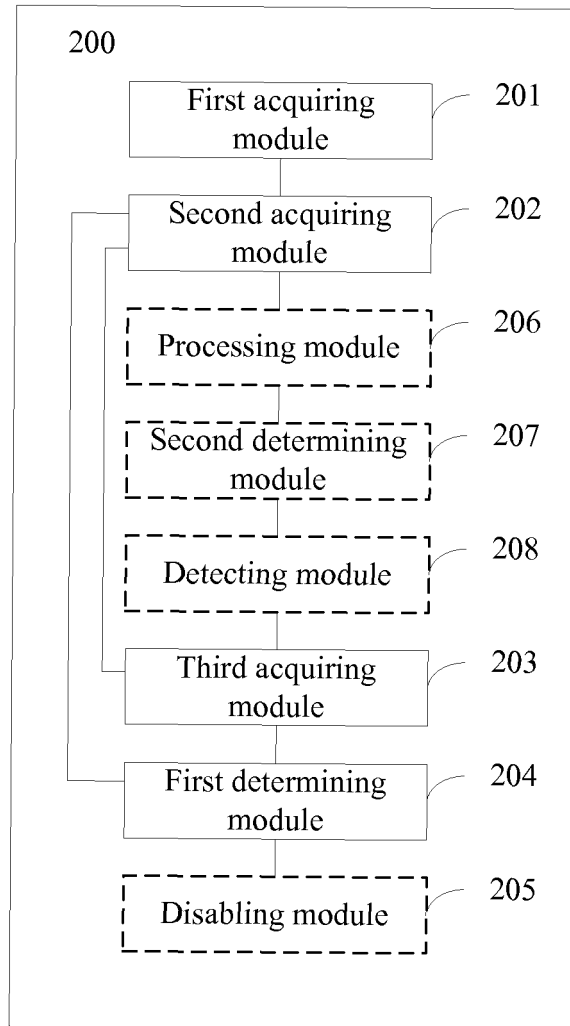 200
First acquiring
module
201
Second acquiring
module
202
Processing module
206
Second determining
module
207
Detecting module
208
Third acquiring
module
203
First determining
module
204
Disabling module
205